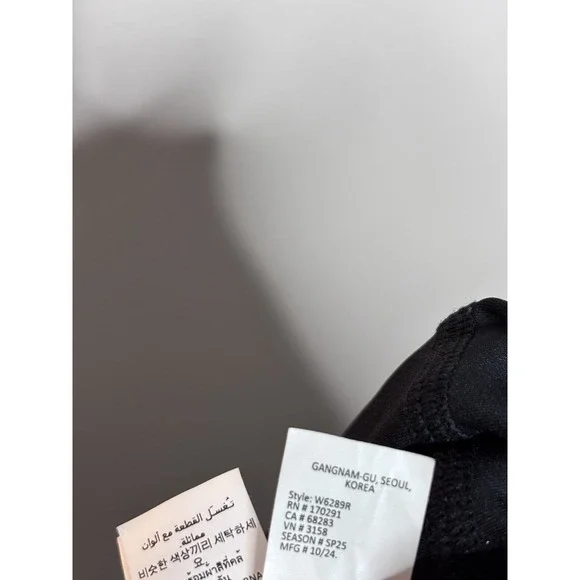 GANGNAM-GU, SEOUL,
KOREA
Style: W6289R
RN # 170291
CA # 68283
VN # 3158
SEASON # SP25
MFG # 10/24.
تُغسل القطعة مع ألوان
مماثلة.
비슷한 색상끼리 세탁하세
요.